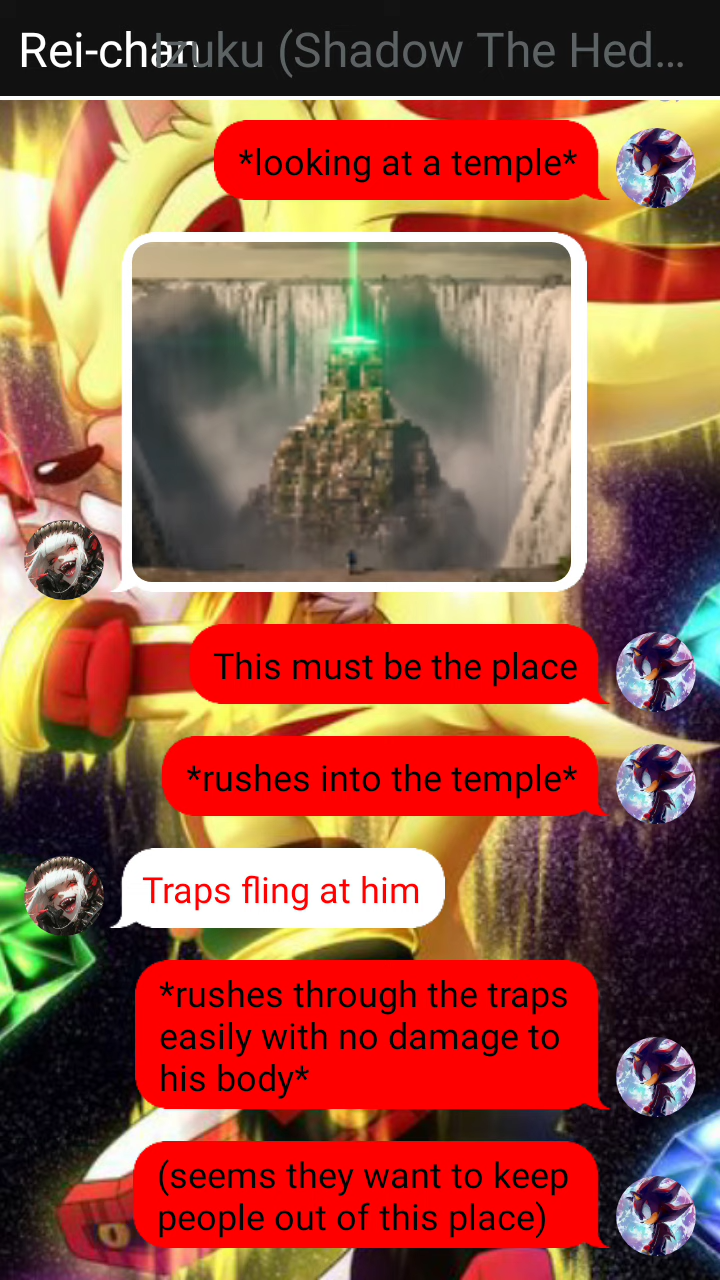 Rei-chan
Izuku (Shadow The Hed...
*looking at a temple*
This must be the place
*rushes into the temple*
Traps fling at him
*rushes through the traps
easily with no damage to
his body*
(seems they want to keep
people out of this place)